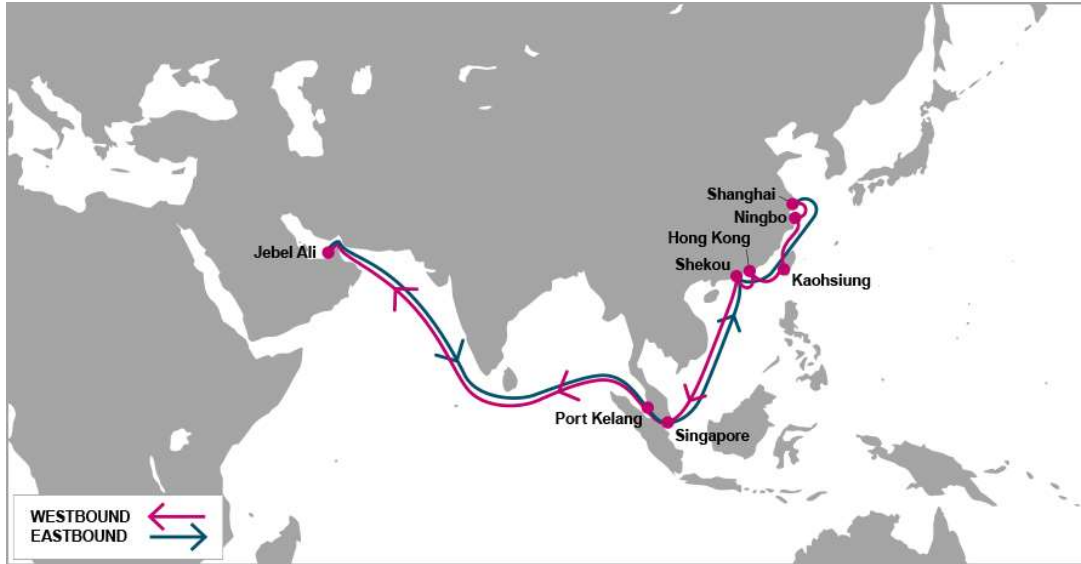 Shanghai
Ningbo
Hong Kong
Jebel Ali
Shekou
Kaohsiung
Port Kelang
Singapore
WESTBOUND
EASTBOUND